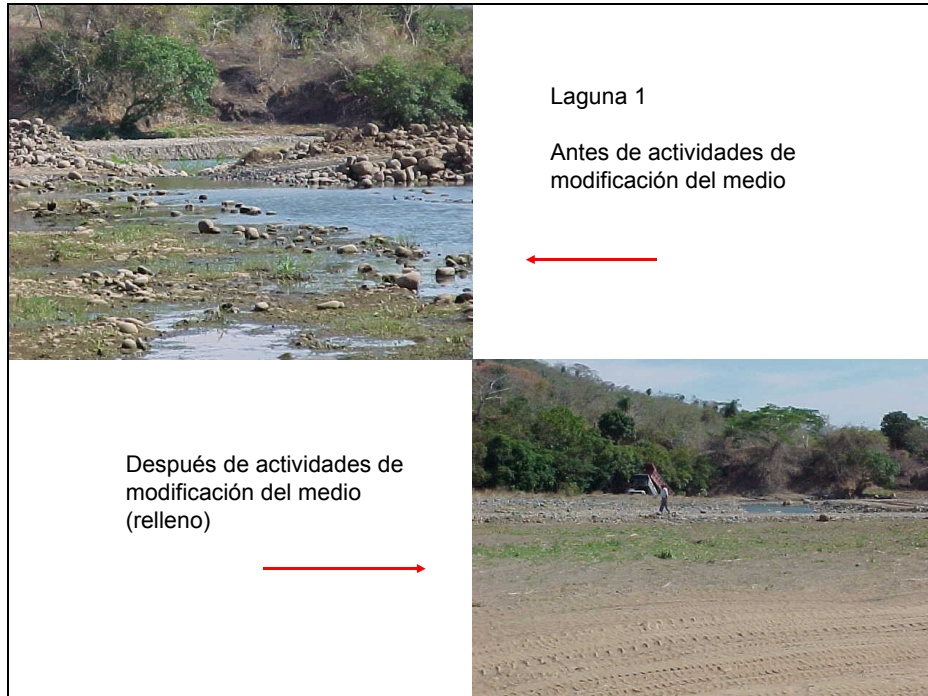 Laguna 1
Antes de actividades de
modificación del medio
Después de actividades de
modificación del medio
(relleno)